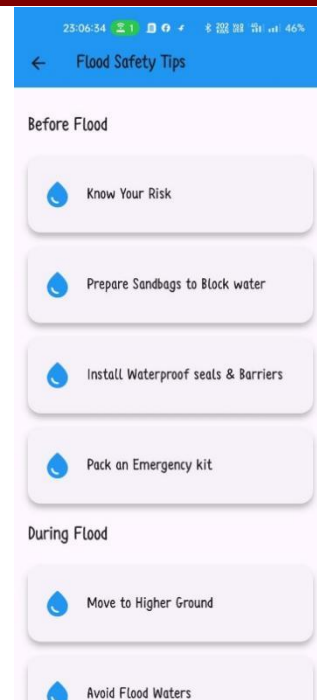 23:06:34 1 46%
Flood Safety Tips
Before Flood
Know Your Risk
Prepare Sandbags to Block water
Install Waterproof seals & Barriers
Pack an Emergency kit
During Flood
Move to Higher Ground
Avoid Flood Waters